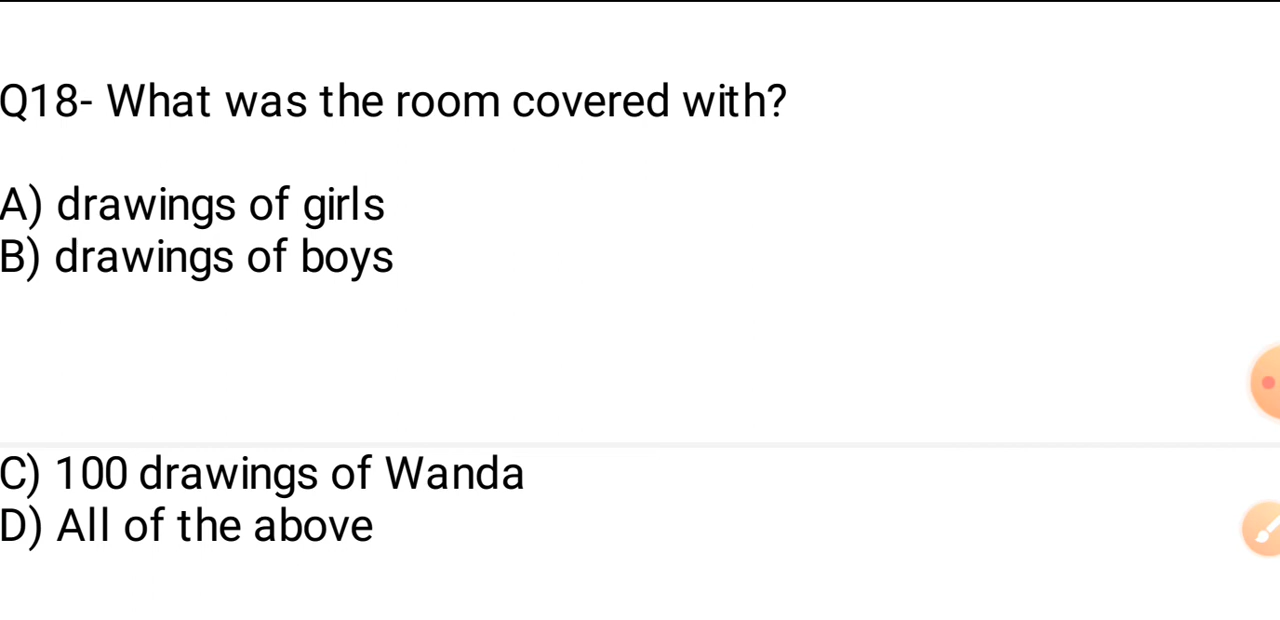 Q18- What was the room covered with?
A) drawings of girls
B) drawings of boys
C) 100 drawings of Wanda
D) All of the above